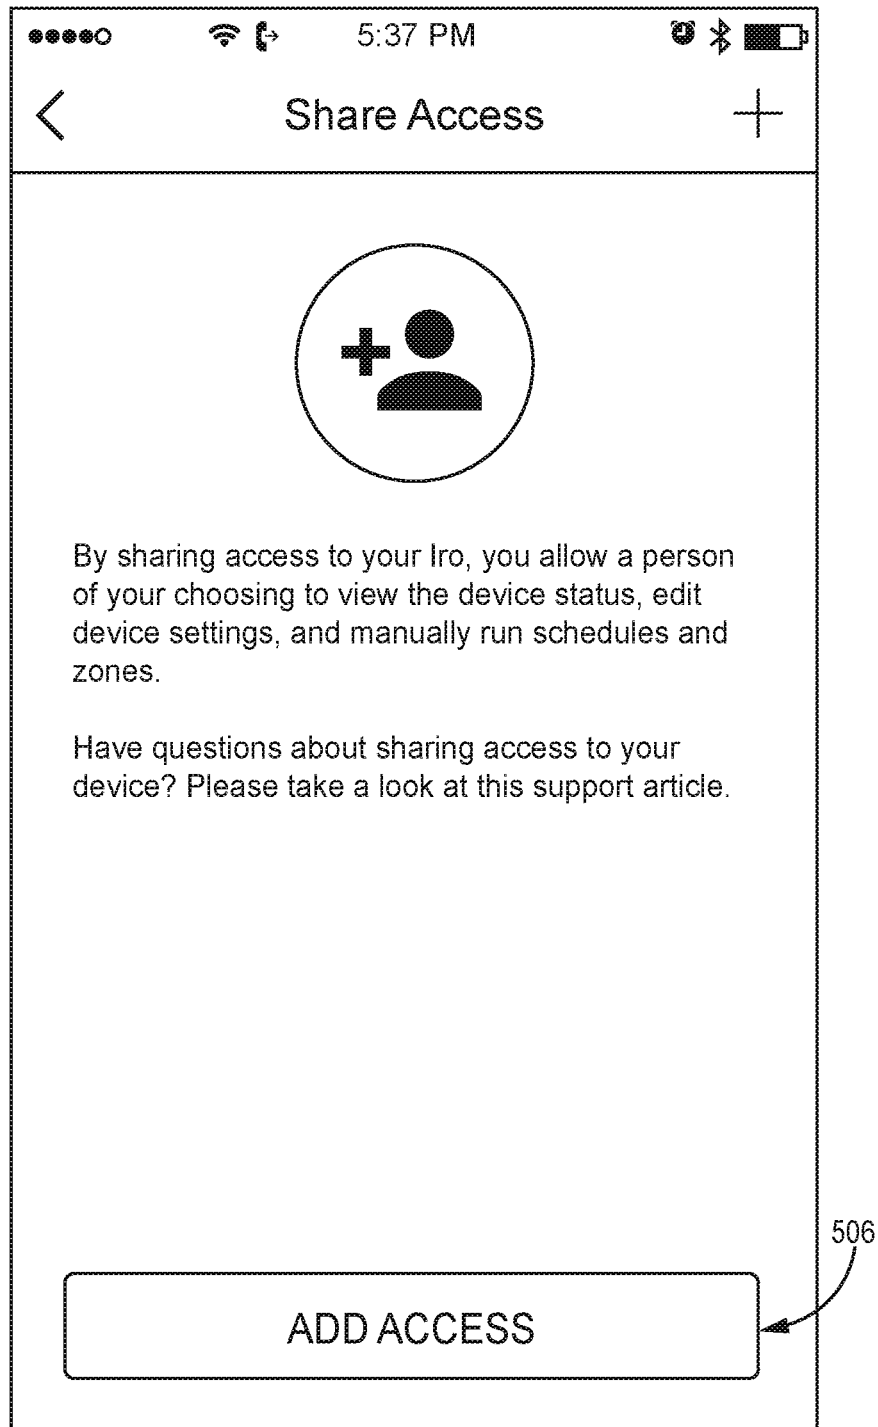 5:37 PM
Share Access
By sharing access to your Iro, you allow a person
of your choosing to view the device status, edit
device settings, and manually run schedules and
zones.
Have questions about sharing access to your
device? Please take a look at this support article.
506
ADD ACCESS